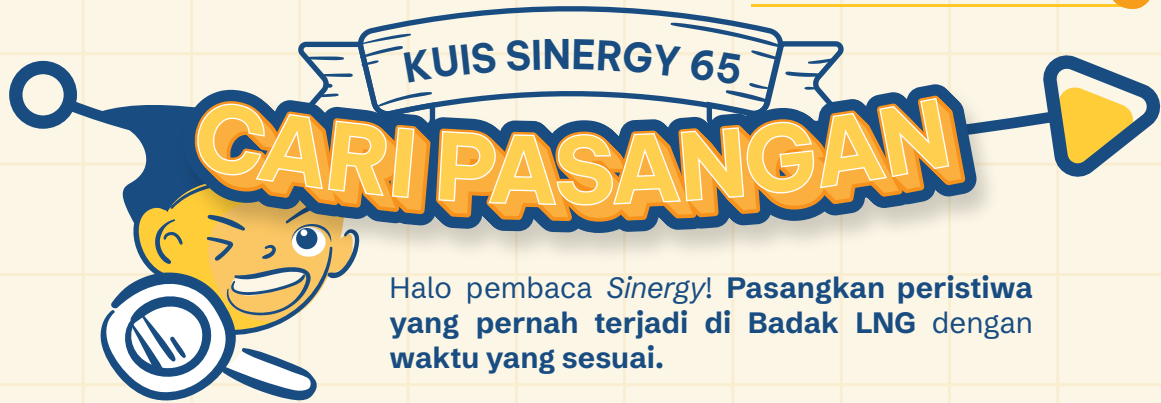 KUIS SINERGY 65
CARI PASANGAN
Halo pembaca Sinergy! Pasangkan peristiwa
yang pernah terjadi di Badak LNG dengan
waktu yang sesuai.